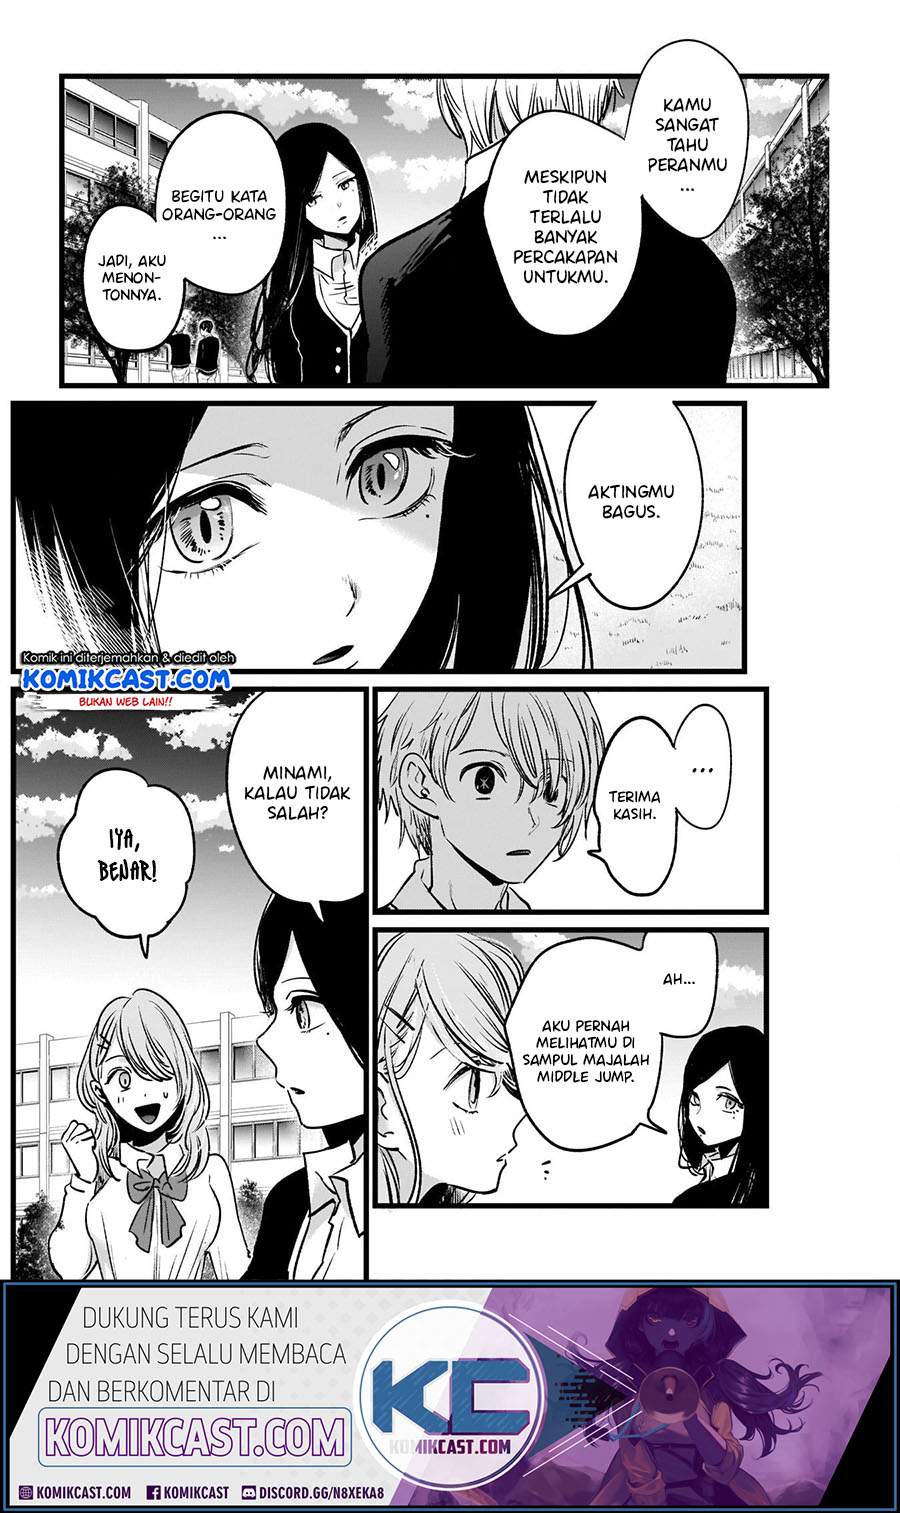 KAMU
SANGAT
TAHU
PERANMU
...
MESKIPUN
TIDAK
TERLALU
BANYAK
PERCAKAPAN
UNTUKMU.
BEGITU KATA
ORANG-ORANG
...
JADI, AKU
MENON-
TONNYA.
AKTINGMU
BAGUS.
Komik ini diterjemahkan & diedit oleh
KOMIKCAST.COM
BUKAN WEB LAIN!!
...
TERIMA
KASIH.
AH...
AKU PERNAH
MELIHATMU DI
SAMPUL MAJALAH
MIDDLE JUMP.
MINAMI,
KALAU TIDAK
SALAH?
IYA,
BENAR!
DUKUNG TERUS KAMI
DENGAN SELALU MEMBACA
DAN BERKOMENTAR DI
KOMIKCAST.COM
KC
KOMIKCAST.COM
KOMIKCAST.COM KOMIKCAST DISCORD.GG/N8XEKA8